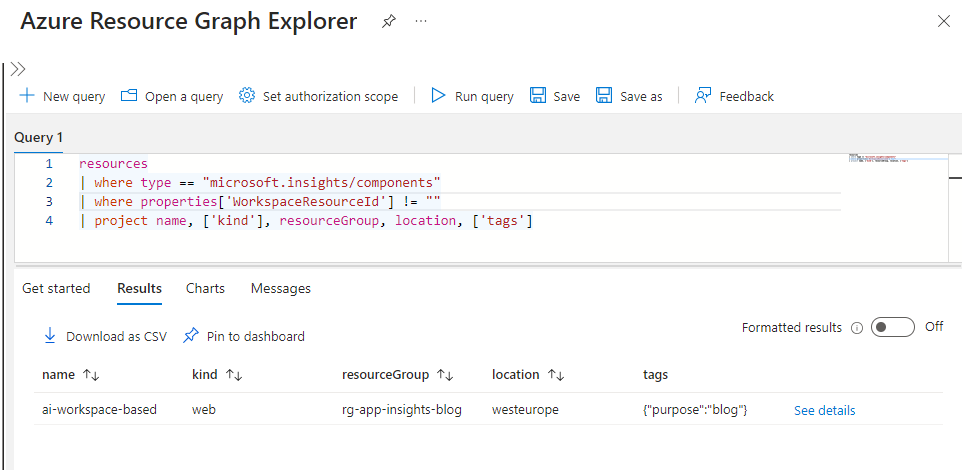 Azure Resource Graph Explorer
New query Open a query Set authorization scope Run query Save Save as Feedback
Query 1
1 resources
2 | where type == "microsoft.insights/components"
3 | where properties['WorkspaceResourceId'] != ""
4 | project name, ['kind'], resourceGroup, location, ['tags']
Get started Results Charts Messages
Download as CSV Pin to dashboard Formatted results Off
name kind resourceGroup location tags
ai-workspace-based web rg-app-insights-blog westeurope {"purpose":"blog"} See details